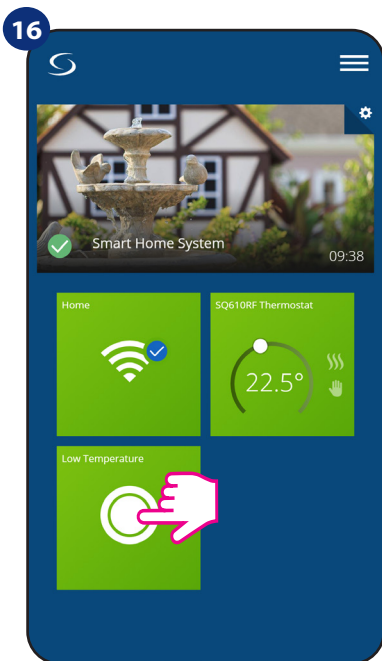 16
Smart Home System
09:38
Home
SQ610RF Thermostat
22.5°
Low Temperature